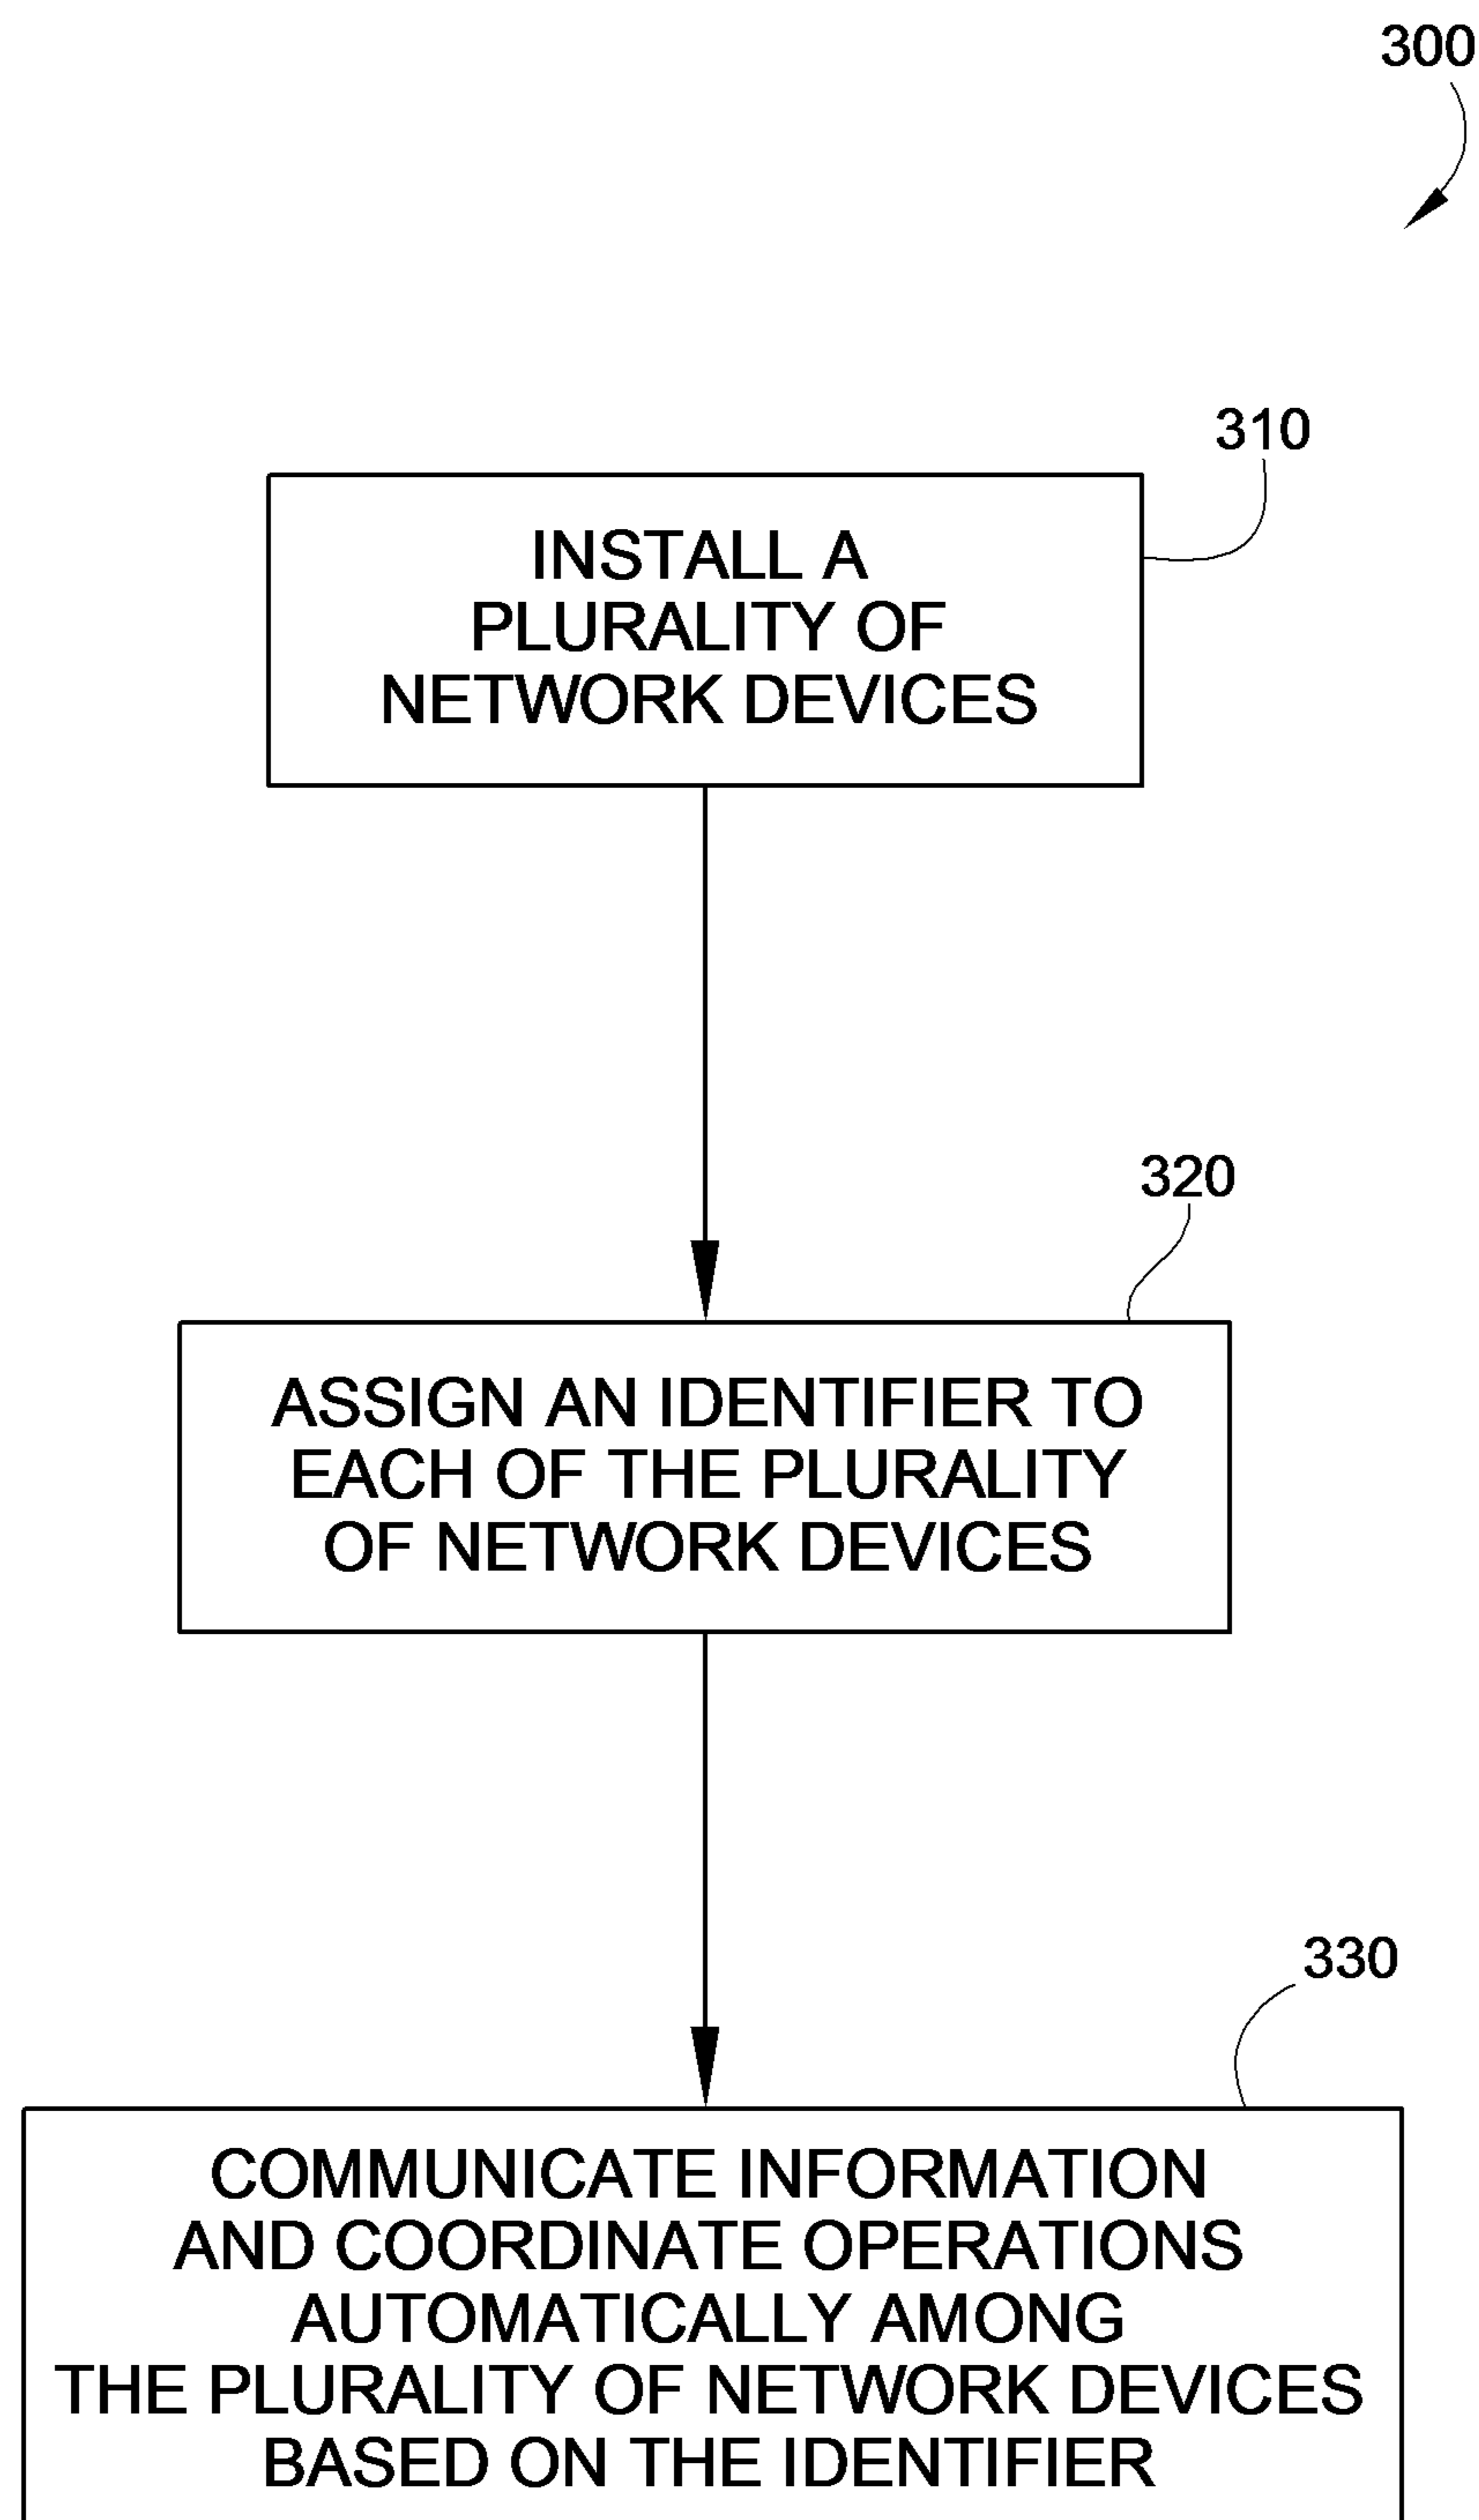 300
310
INSTALL A
PLURALITY OF
NETWORK DEVICES
320
ASSIGN AN IDENTIFIER TO
EACH OF THE PLURALITY
OF NETWORK DEVICES
330
COMMUNICATE INFORMATION
AND COORDINATE OPERATIONS
AUTOMATICALLY AMONG
THE PLURALITY OF NETWORK DEVICES
BASED ON THE IDENTIFIER